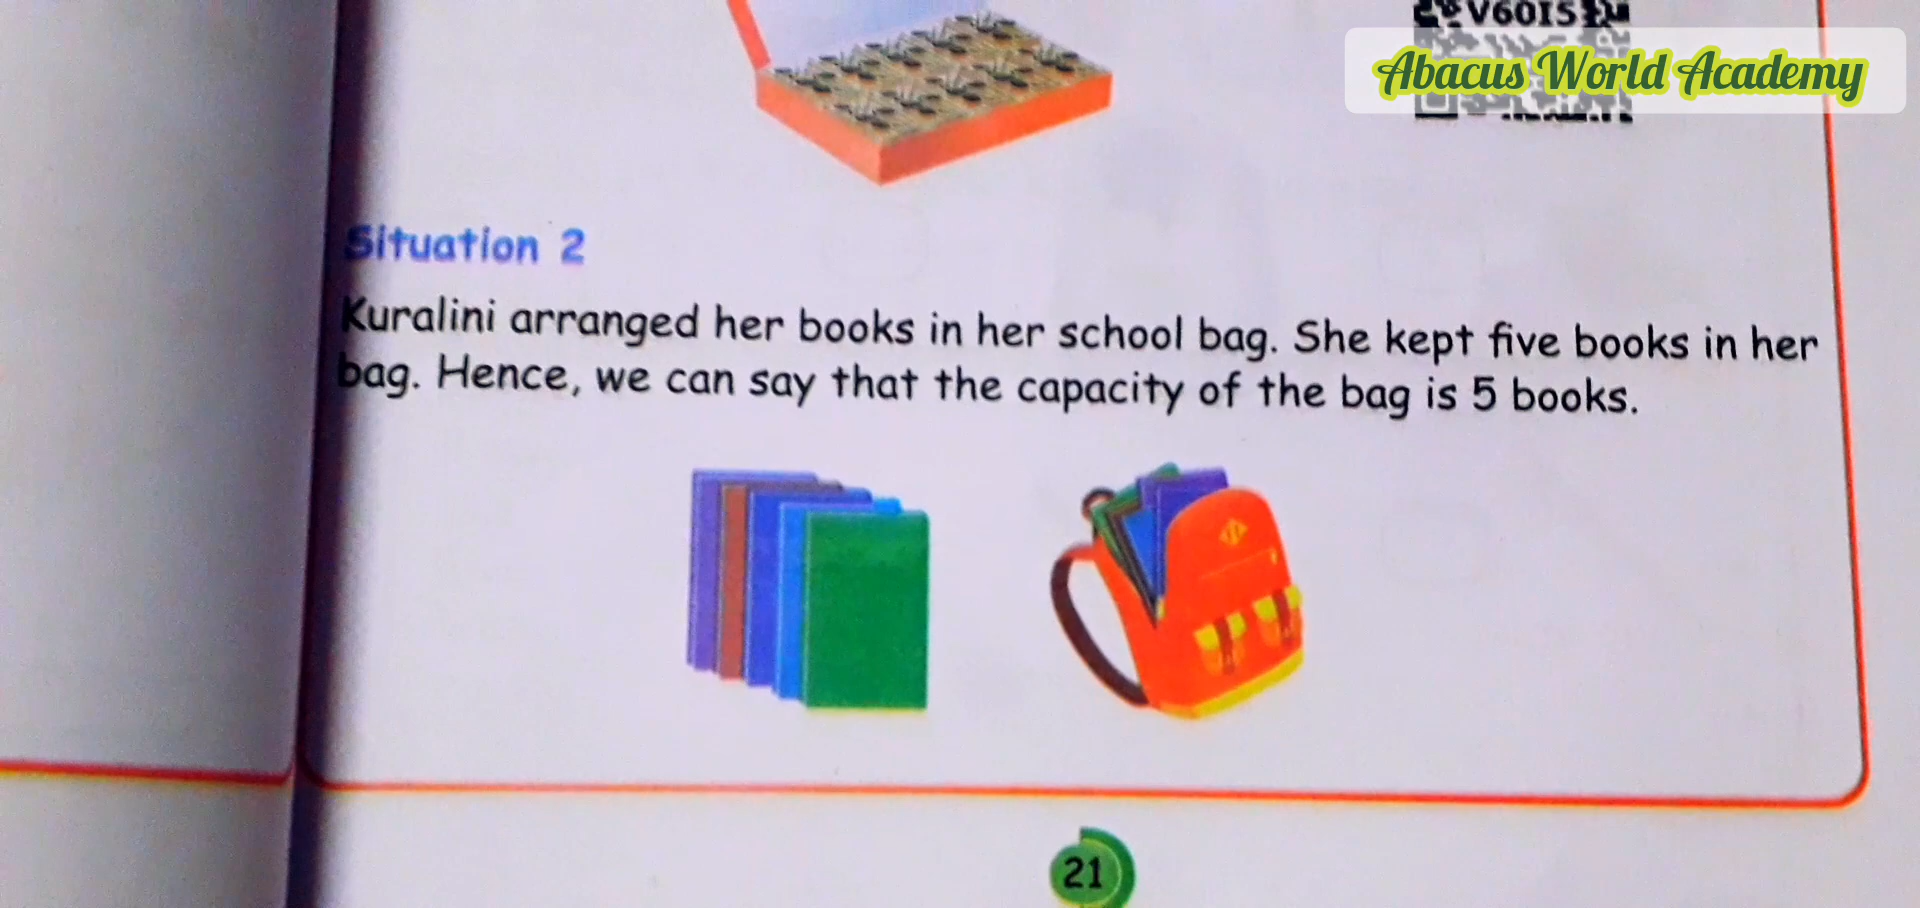 V60I5
Abacus World Academy
Situation 2
Kuralini arranged her books in her school bag. She kept five books in her
bag. Hence, we can say that the capacity of the bag is 5 books.
21